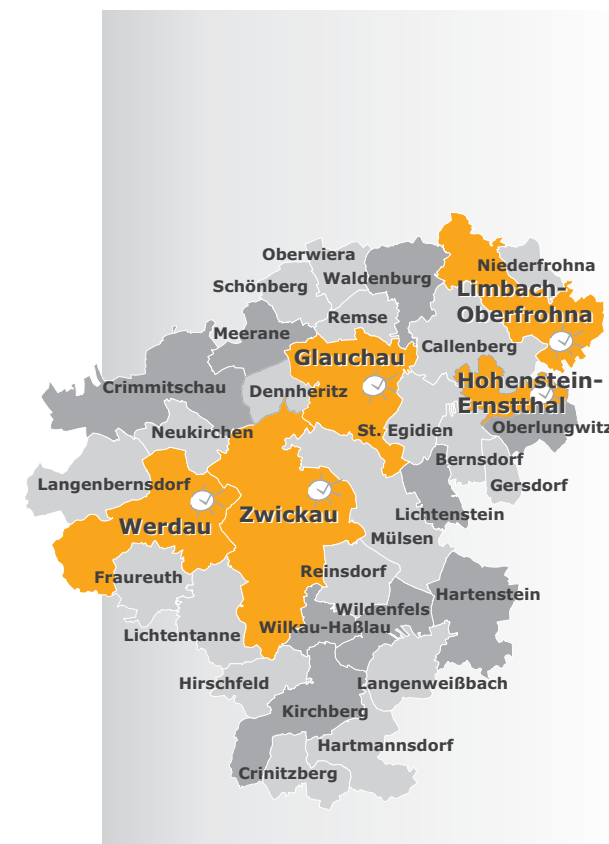 Oberwiera
Niederfrohna
Waldenburg
Schönberg
Limbach-
Oberfrohna
Remse
Meerane
Callenberg
Glauchau
Hohenstein-
Ernstthal
Crimmitschau
Dennheritz
Oberlungwitz
St. Egidien
Neukirchen
Bernsdorf
Langenbernsdorf
Gersdorf
Zwickau
Lichtenstein
Werdau
Mülsen
Reinsdorf
Fraureuth
Hartenstein
Wildenfels
Wilkau-Haßlau
Lichtentanne
Hirschfeld
Langenweißbach
Kirchberg
Hartmannsdorf
Crinitzberg